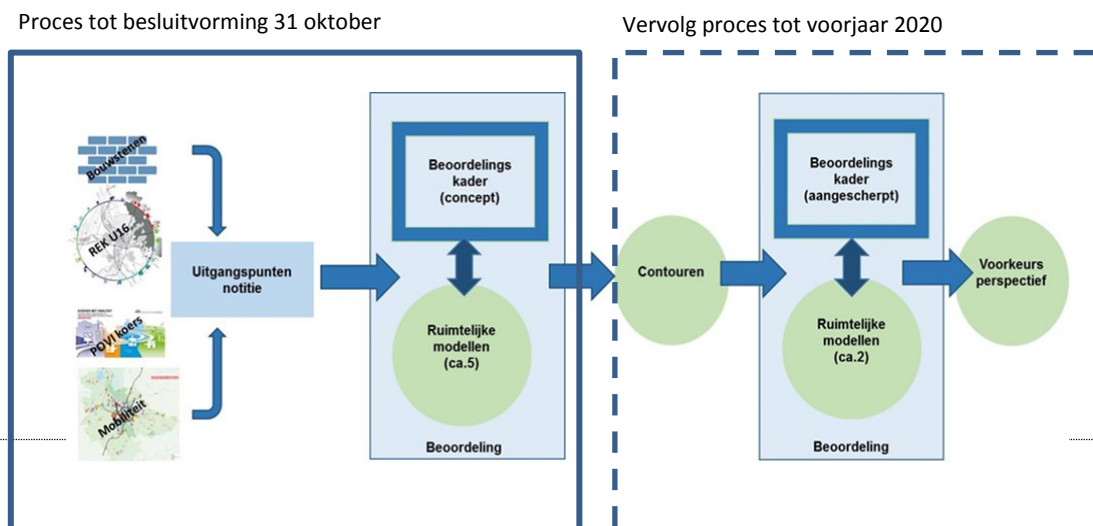 Proces tot besluitvorming 31 oktober
Vervolg proces tot voorjaar 2020
Bouwstenen
REK U16
POVI koers
Mobiliteit
Uitgangspunten
notitie
Beoordelings
kader
(concept)
Ruimtelijke
modellen
(ca.5)
Beoordeling
Contouren
Beoordelings
kader
(aangescherpt)
Ruimtelijke
modellen
(ca.2)
Beoordeling
Voorkeurs
perspectief